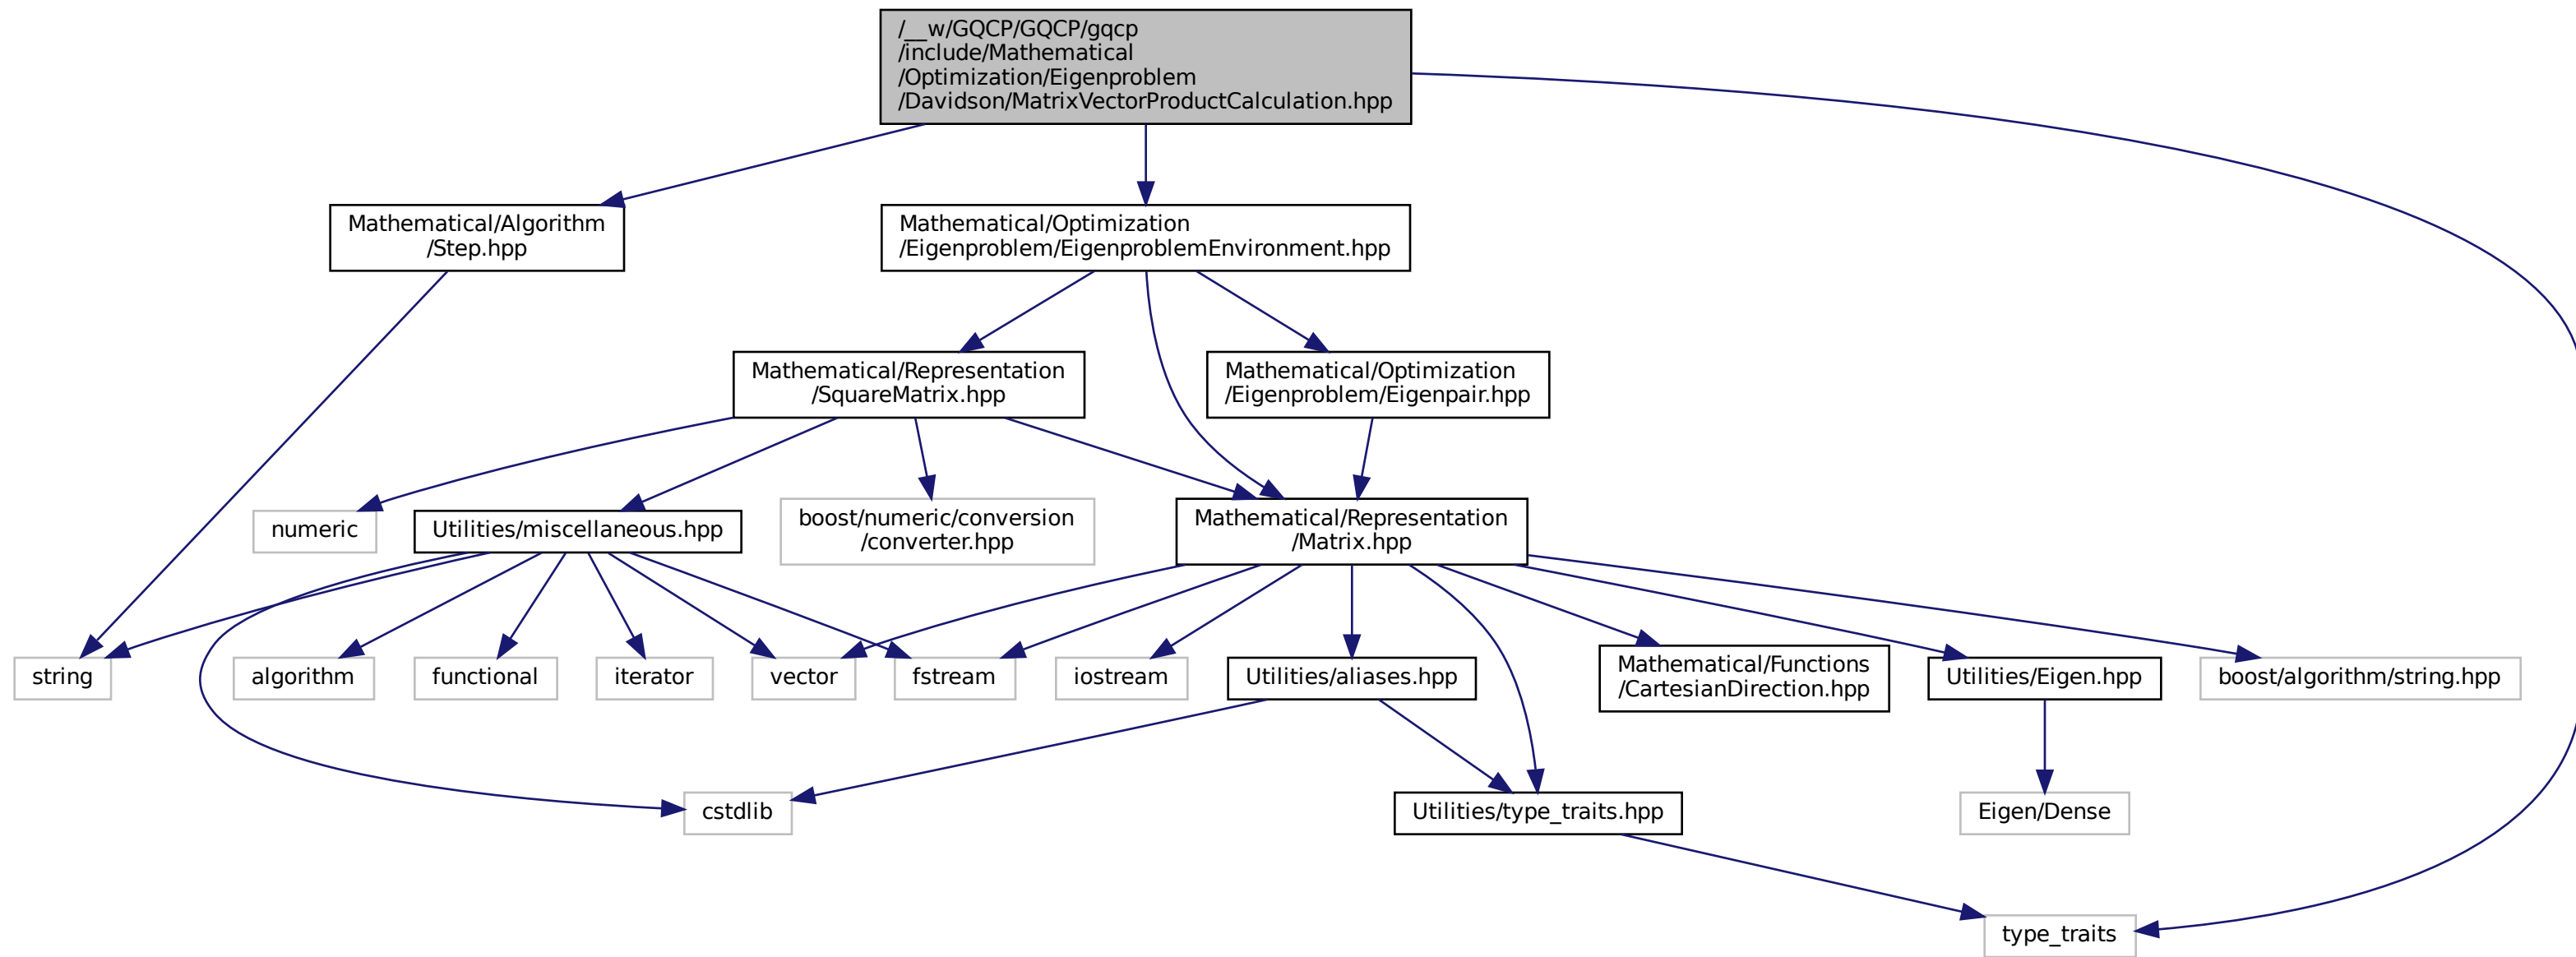 /__w/GQCP/GQCP/gqcp
/include/Mathematical
/Optimization/Eigenproblem
/Davidson/MatrixVectorProductCalculation.hpp
Mathematical/Algorithm
/Step.hpp
Mathematical/Optimization
/Eigenproblem/EigenproblemEnvironment.hpp
Mathematical/Representation
/SquareMatrix.hpp
Mathematical/Optimization
/Eigenproblem/Eigenpair.hpp
numeric
Utilities/miscellaneous.hpp
boost/numeric/conversion
/converter.hpp
Mathematical/Representation
/Matrix.hpp
string
algorithm
functional
iterator
vector
fstream
iostream
Utilities/aliases.hpp
Mathematical/Functions
/CartesianDirection.hpp
Utilities/Eigen.hpp
boost/algorithm/string.hpp
cstdlib
Utilities/type_traits.hpp
Eigen/Dense
type_traits